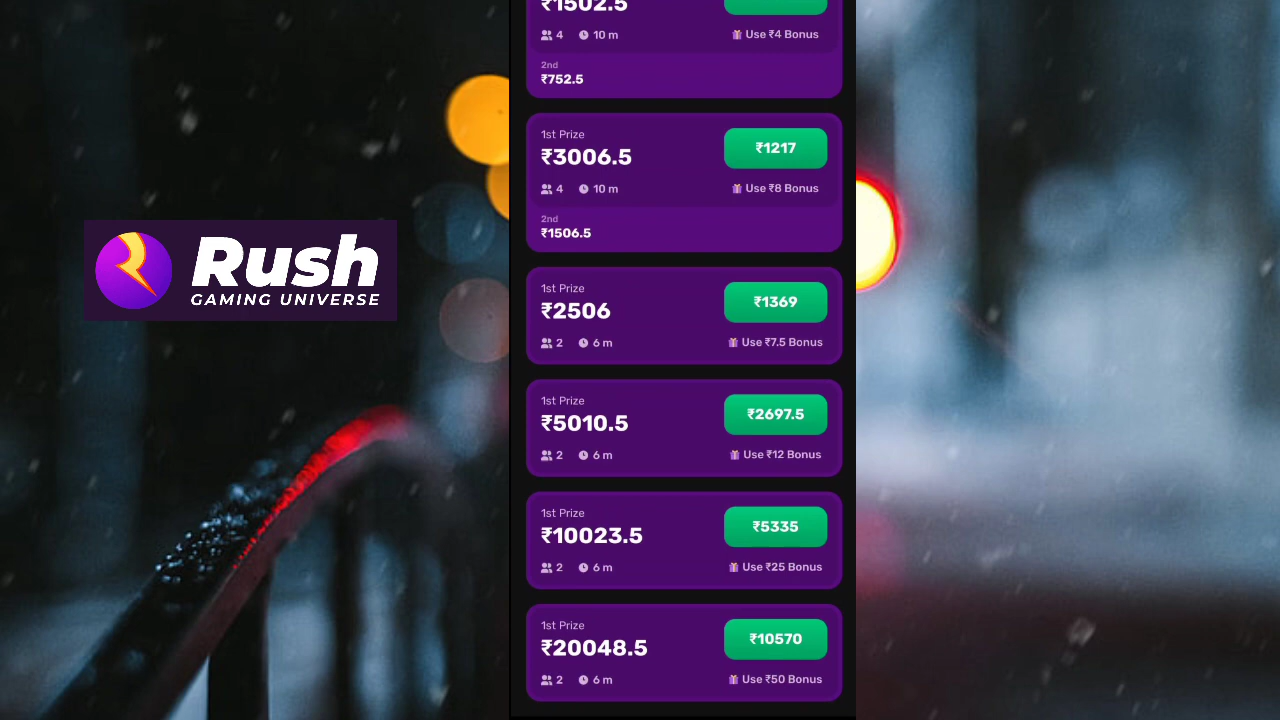 Rush
GAMING UNIVERSE
₹1502.5
4 10 m
Use ₹4 Bonus
2nd
₹752.5
1st Prize
₹3006.5
₹1217
4 10 m
Use ₹8 Bonus
2nd
₹1506.5
1st Prize
₹2506
₹1369
2 6 m
Use ₹7.5 Bonus
1st Prize
₹5010.5
₹2697.5
2 6 m
Use ₹12 Bonus
1st Prize
₹10023.5
₹5335
2 6 m
Use ₹25 Bonus
1st Prize
₹20048.5
₹10570
2 6 m
Use ₹50 Bonus